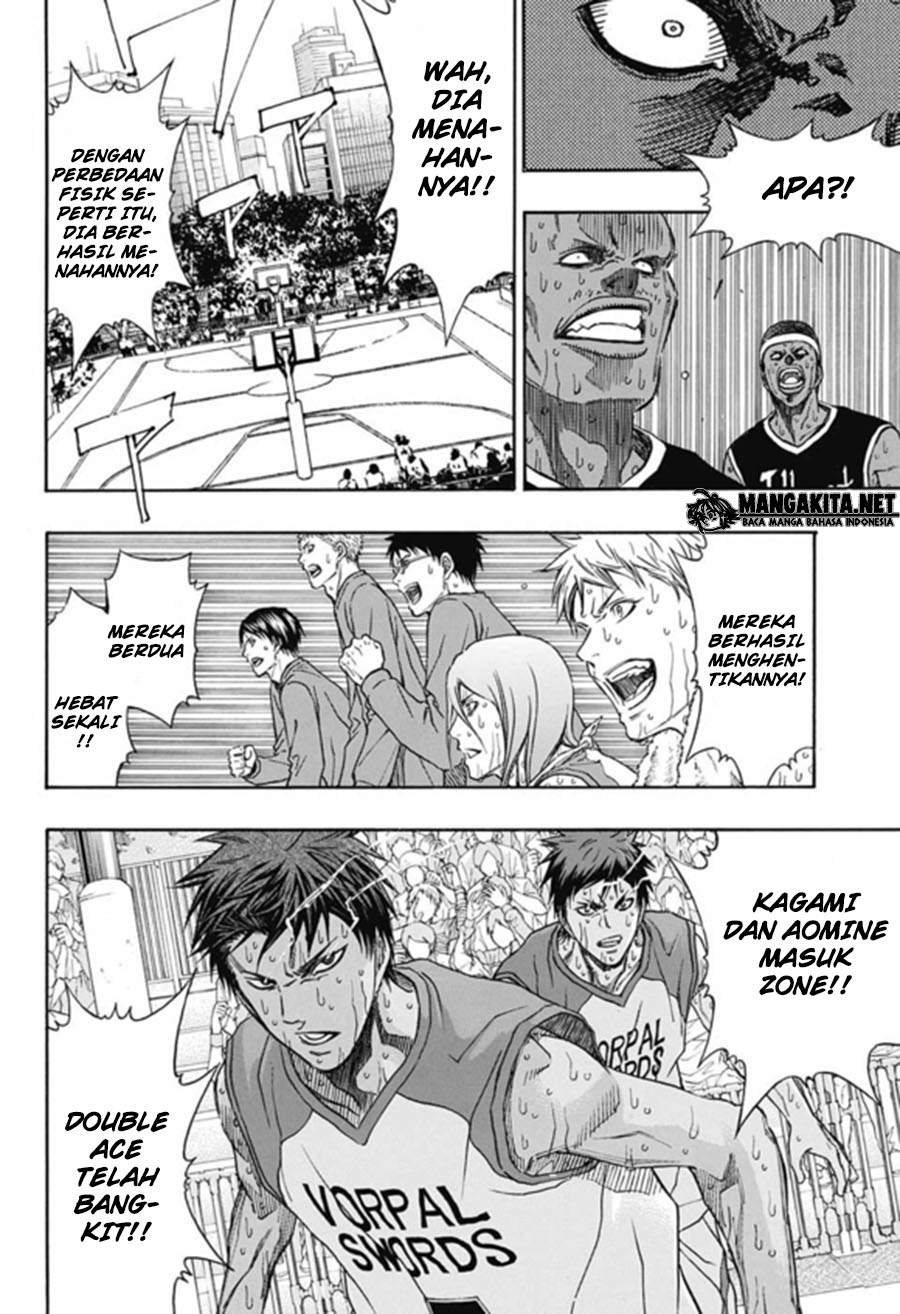 APA?!
WAH,
DIA
MENA-
HAN-
NYA!!
DENGAN
PERBEDAAN
FISIK SE-
PERTI ITU,
DIA BER-
HASIL ME-
NAHANNYA!
MANGAKITA.NET
BACA MANGA BAHASA INDONESIA
MEREKA
BERHASIL
MENGHEN-
TIKANNYA!
MEREKA
BERDUA
HEBAT
SEKALI
!!
KAGAMI
DAN AOMINE
MASUK
ZONE!!
ORPAL
WORDS
DOUBLE
ACE
TELAH
BANG-
KIT!!
VORPAL
SWORDS